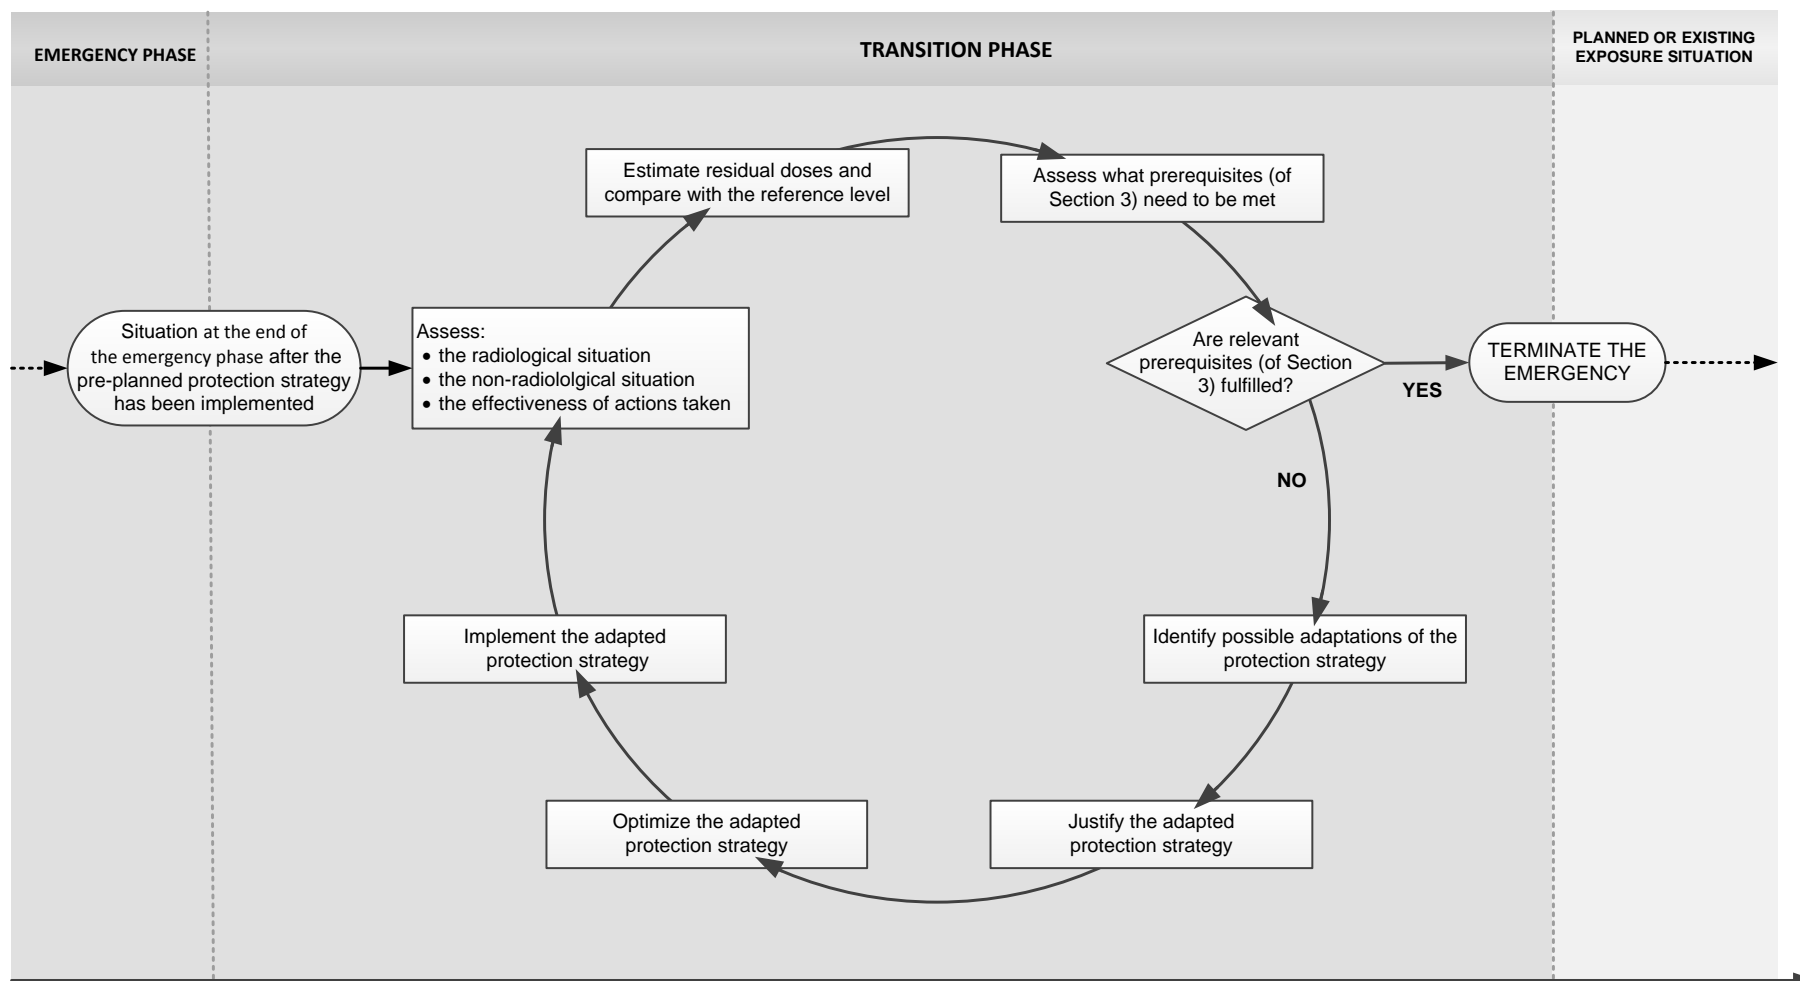 EMERGENCY PHASE
TRANSITION PHASE
PLANNED OR EXISTING
EXPOSURE SITUATION
Estimate residual doses and
compare with the reference level
Assess what prerequisites (of
Section 3) need to be met
Situation at the end of
the emergency phase after the
pre-planned protection strategy
has been implemented
Assess:
• the radiological situation
• the non-radiololgical situation
• the effectiveness of actions taken
Are relevant
prerequisites (of Section
3) fulfilled?
YES
TERMINATE THE
EMERGENCY
NO
Implement the adapted
protection strategy
Identify possible adaptations of the
protection strategy
Optimize the adapted
protection strategy
Justify the adapted
protection strategy